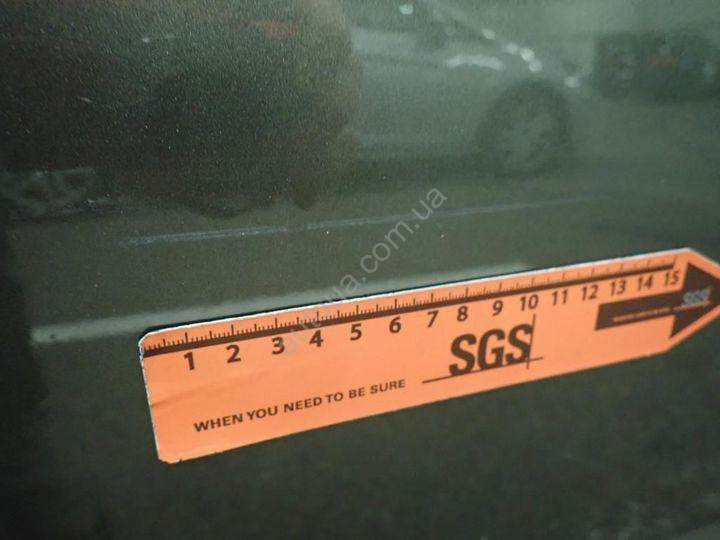 1 2 3 4 5 6 7 8 9 10 11 12 13 14 15
SGS
SGS
WHEN YOU NEED TO BE SURE